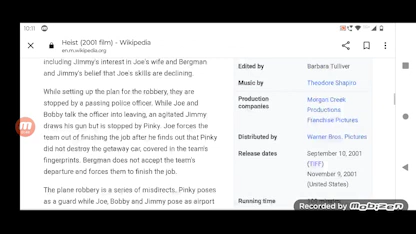 10:11
Heist (2001 film) - Wikipedia
en.m.wikipedia.org
including Jimmy's interest in Joe's wife and Bergman
and Jimmy's belief that Joe's skills are declining.
While setting up the plan for the robbery, they are
stopped by a passing police officer. While Joe and
Bobby talk the officer into leaving, an agitated Jimmy
draws his gun but is stopped by Pinky. Joe forces the
team out of finishing the job after he finds out that Pinky
did not destroy the getaway car, covered in the team's
fingerprints. Bergman does not accept the team's
departure and forces them to finish the job.
The plane robbery is a series of misdirects. Pinky poses
as a guard while Joe, Bobby and Jimmy pose as airport
Edited by Barbara Tulliver
Music by Theodore Shapiro
Production companies Morgan Creek Productions
Franchise Pictures
Distributed by Warner Bros. Pictures
Release dates September 10, 2001
(TIFF)
November 9, 2001
(United States)
Running time
Recorded by Mobizen